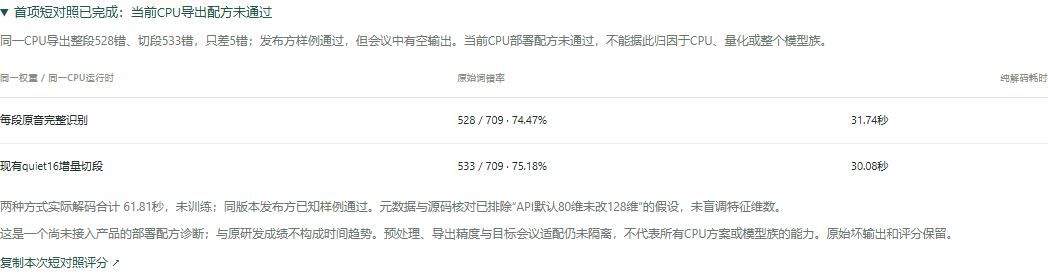 ▼ 首项短对照已完成：当前CPU导出配方未通过
同一CPU导出整段528错、切段533错，只差5错；发布方样例通过，但会议中有空输出。当前CPU部署配方未通过，不能据此归因于CPU、量化或整个模型族。
同一权重 / 同一CPU运行时 原始词错率 纯解码耗时
每段原音完整识别 528 / 709 · 74.47% 31.74秒
现有quiet16增量切段 533 / 709 · 75.18% 30.08秒
两种方式实际解码合计 61.81秒，未训练；同版本发布方已知样例通过。元数据与源码核对已排除“API默认80维未改128维”的假设，未盲调特征维数。
这是一个尚未接入产品的部署配方诊断；与原研发成绩不构成时间趋势。预处理、导出精度与目标会议适配仍未隔离，不代表所有CPU方案或模型族的能力。原始坏输出和评分保留。
复制本次短对照评分 ↗